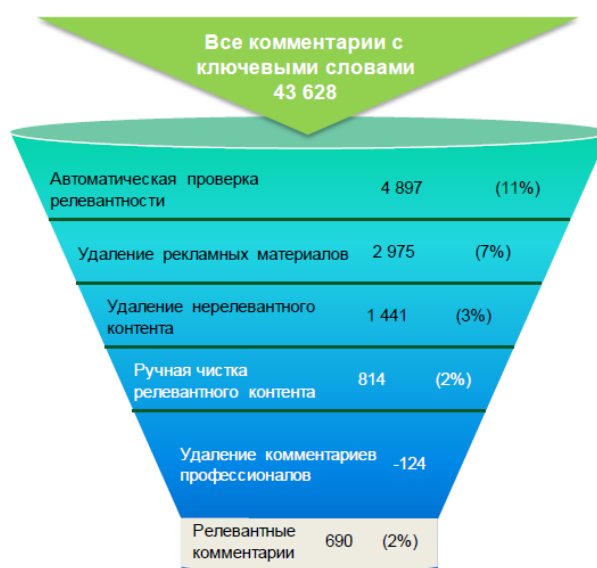 Все комментарии с
ключевыми словами
43 628
Автоматическая проверка
релевантности
4 897 (11%)
Удаление рекламных материалов 2 975 (7%)
Удаление нерелевантного
контента
1 441 (3%)
Ручная чистка
релевантного контента
814 (2%)
Удаление комментариев
профессионалов
-124
Релевантные
комментарии
690 (2%)